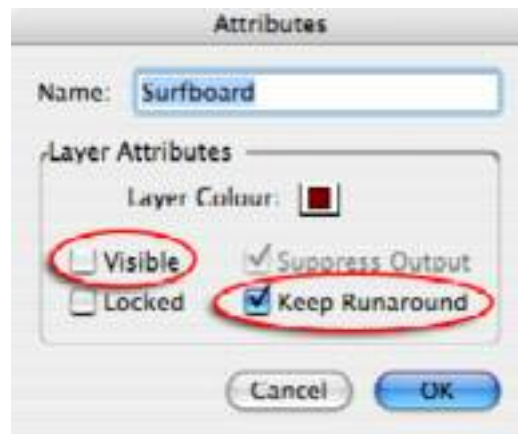 Attributes
Name: Surfboard
Layer Attributes
Layer Colour:
Visible Suppress Output
Locked Keep Runaround
Cancel OK